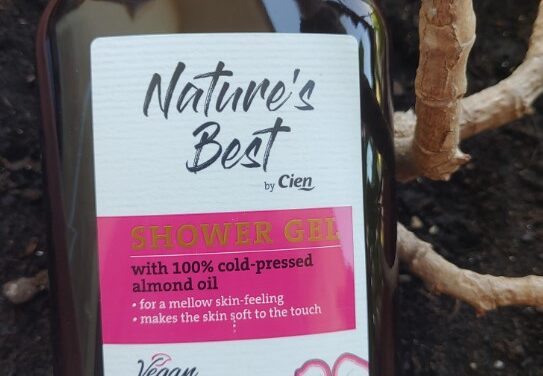 Nature's
Best
by Cien
SHOWER GEL
with 100% cold-pressed
almond oil
• for a mellow skin-feeling
• makes the skin soft to the touch
Vegan